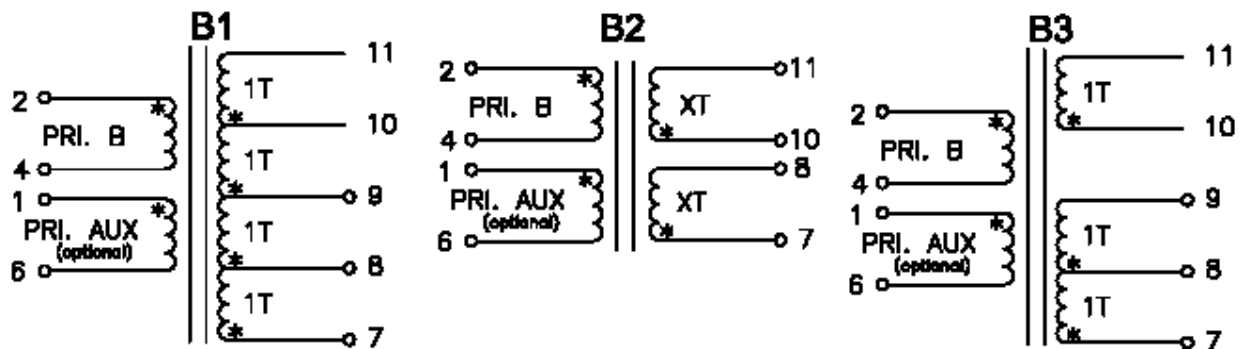 B1
11
1T
*
10
2
*
PRI. B
4
1T
*
9
1
*
PRI. AUX
(optional)
6
1T
*
8
1T
*
7
B2
2
*
PRI. B
4
11
XT
*
10
1
*
PRI. AUX
(optional)
6
8
XT
*
7
B3
11
1T
*
10
2
*
PRI. B
4
1
*
PRI. AUX
(optional)
6
9
1T
*
8
1T
*
7